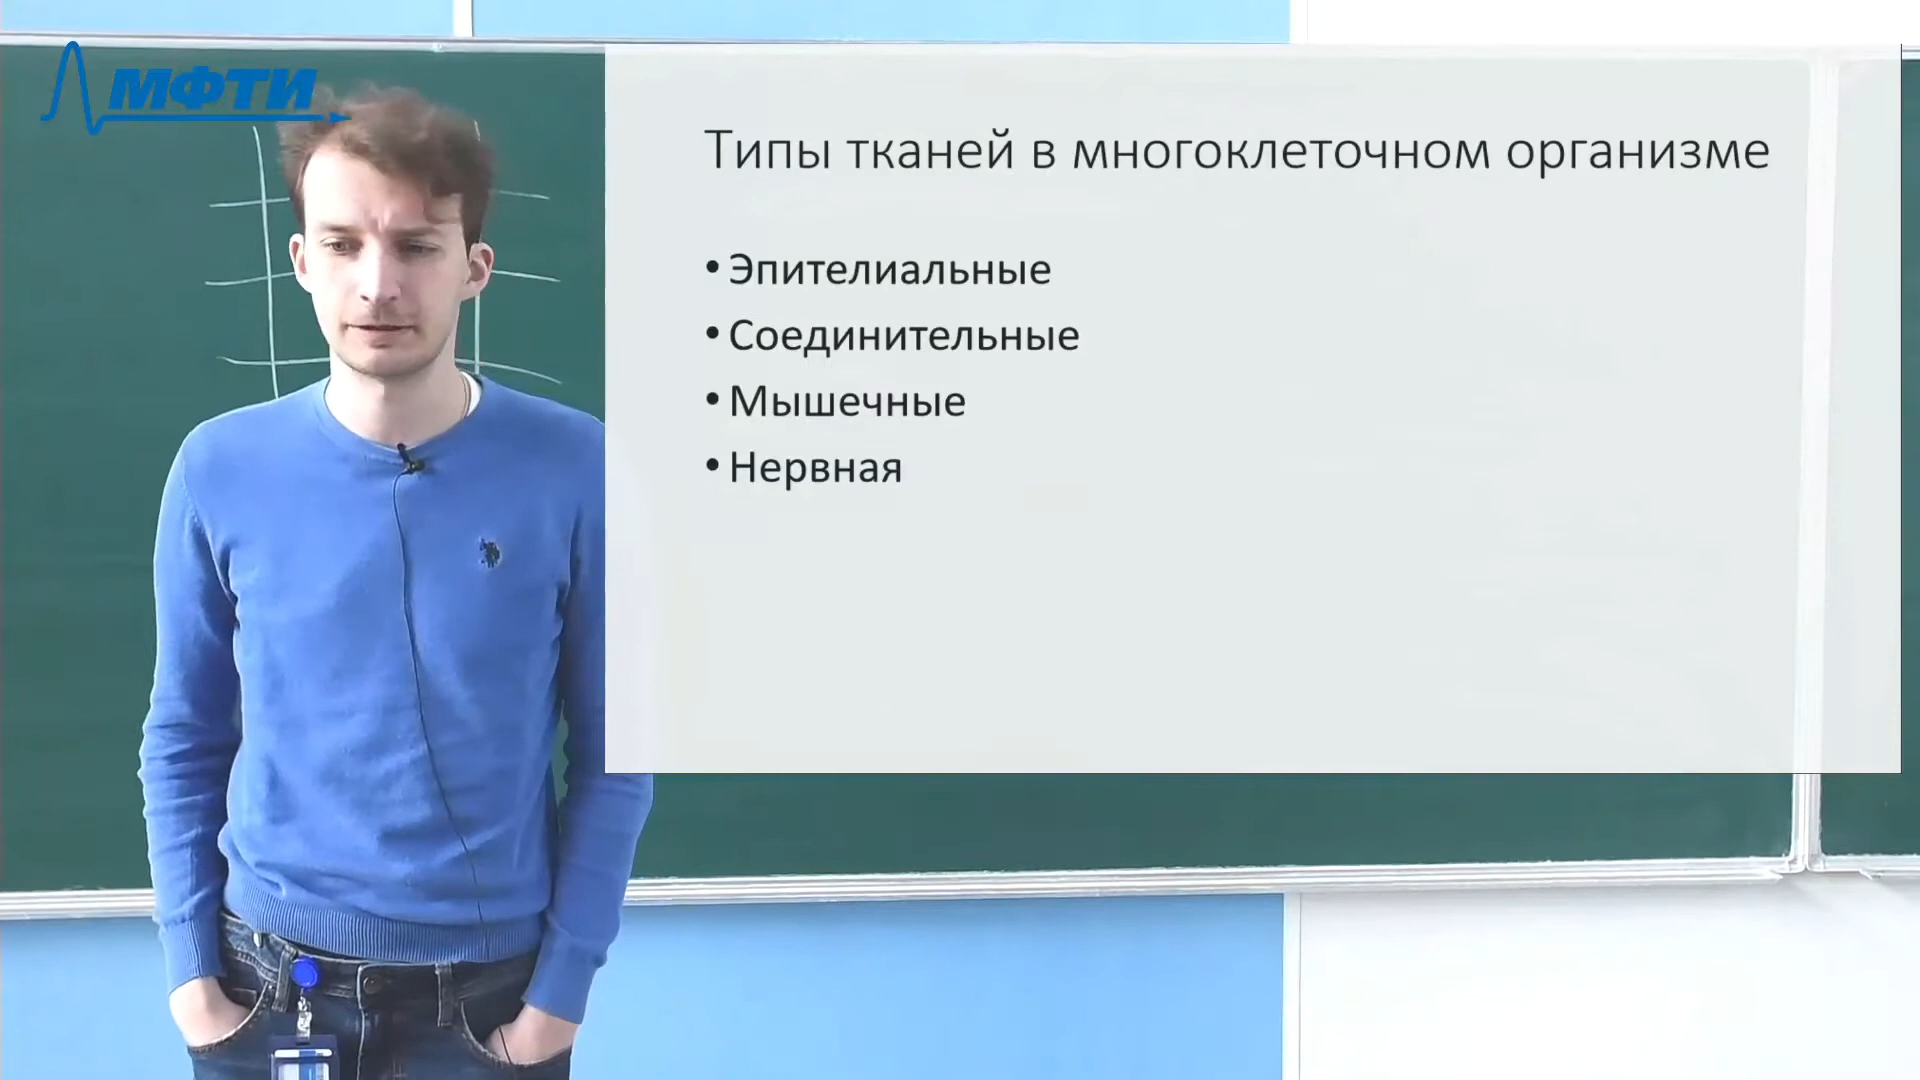 МФТИ
Типы тканей в многоклеточном организме
• Эпителиальные
• Соединительные
• Мышечные
• Нервная